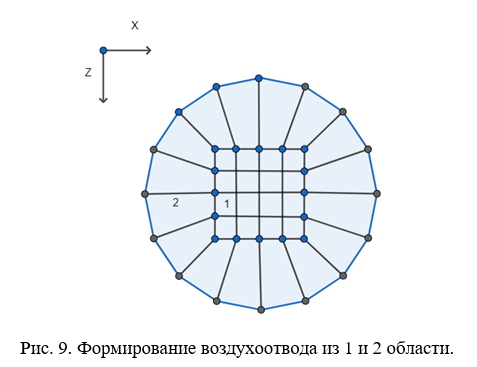 X
Z
2
1
Рис. 9. Формирование воздухоотвода из 1 и 2 области.